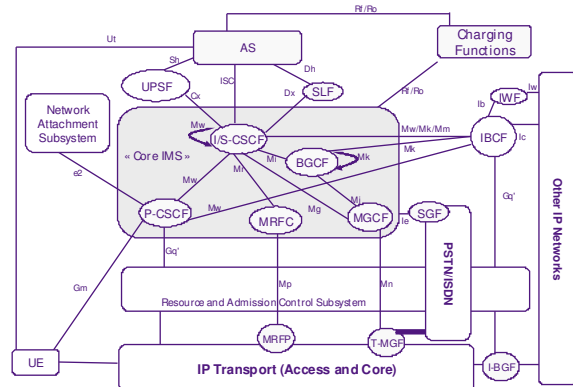 Rf/Ro
Ut
AS
Charging
Functions
Sh
Dh
ISC
UPSF
SLF
Cx
Dx
Rf/Ro
IWF
Iw
Ib
Network
Attachment
Subsystem
Mw
I/S-CSCF
Mw/Mk/Mm
IBCF
Ic
« Core IMS »
Mi
BGCF
Mk
Mk
e2
Mw
Mr
Mj
Gq'
P-CSCF
Mw
MRFC
Mg
MGCF
Ie
SGF
Other IP Networks
PSTN/ISDN
Gq'
Gm
Mp
Mn
Resource and Admission Control Subsystem
MRFP
T-MGF
UE
IP Transport (Access and Core)
I-BGF